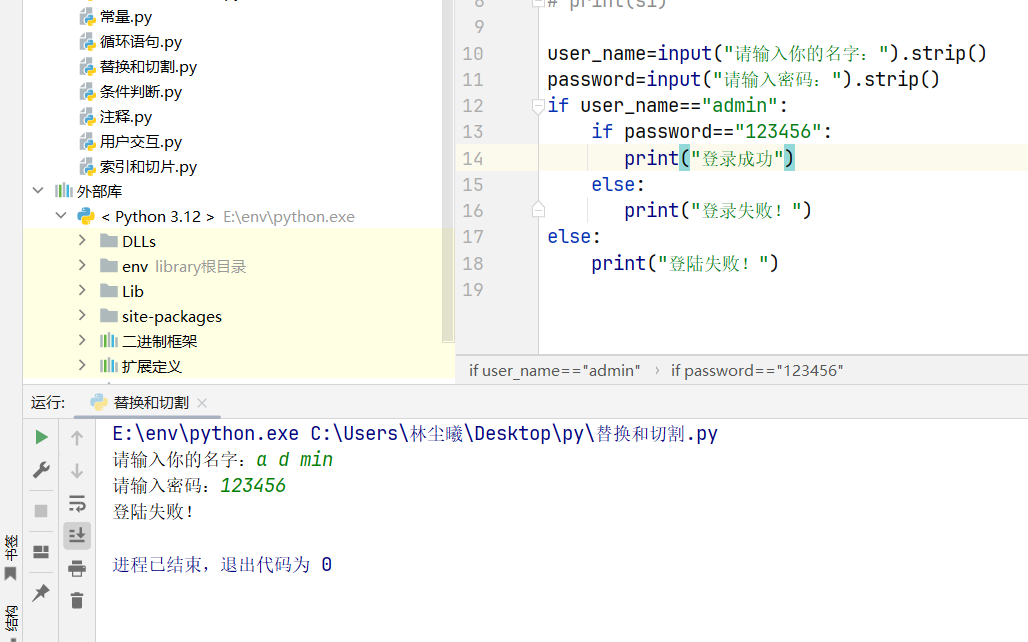 常量.py
循环语句.py
替换和切割.py
条件判断.py
注释.py
用户交互.py
索引和切片.py
外部库
< Python 3.12 > E:\env\python.exe
DLLs
env library根目录
Lib
site-packages
二进制框架
扩展定义
8 # print(s1)
9
10 user_name=input("请输入你的名字：").strip()
11 password=input("请输入密码：").strip()
12 if user_name=="admin":
13 if password=="123456":
14 print("登录成功")
15 else:
16 print("登录失败！")
17 else:
18 print("登陆失败！")
19
if user_name=="admin" › if password=="123456"
运行: 替换和切割 ×
E:\env\python.exe C:\Users\林尘曦\Desktop\py\替换和切割.py
请输入你的名字：a d min
请输入密码：123456
登陆失败！
进程已结束，退出代码为 0
书签
结构